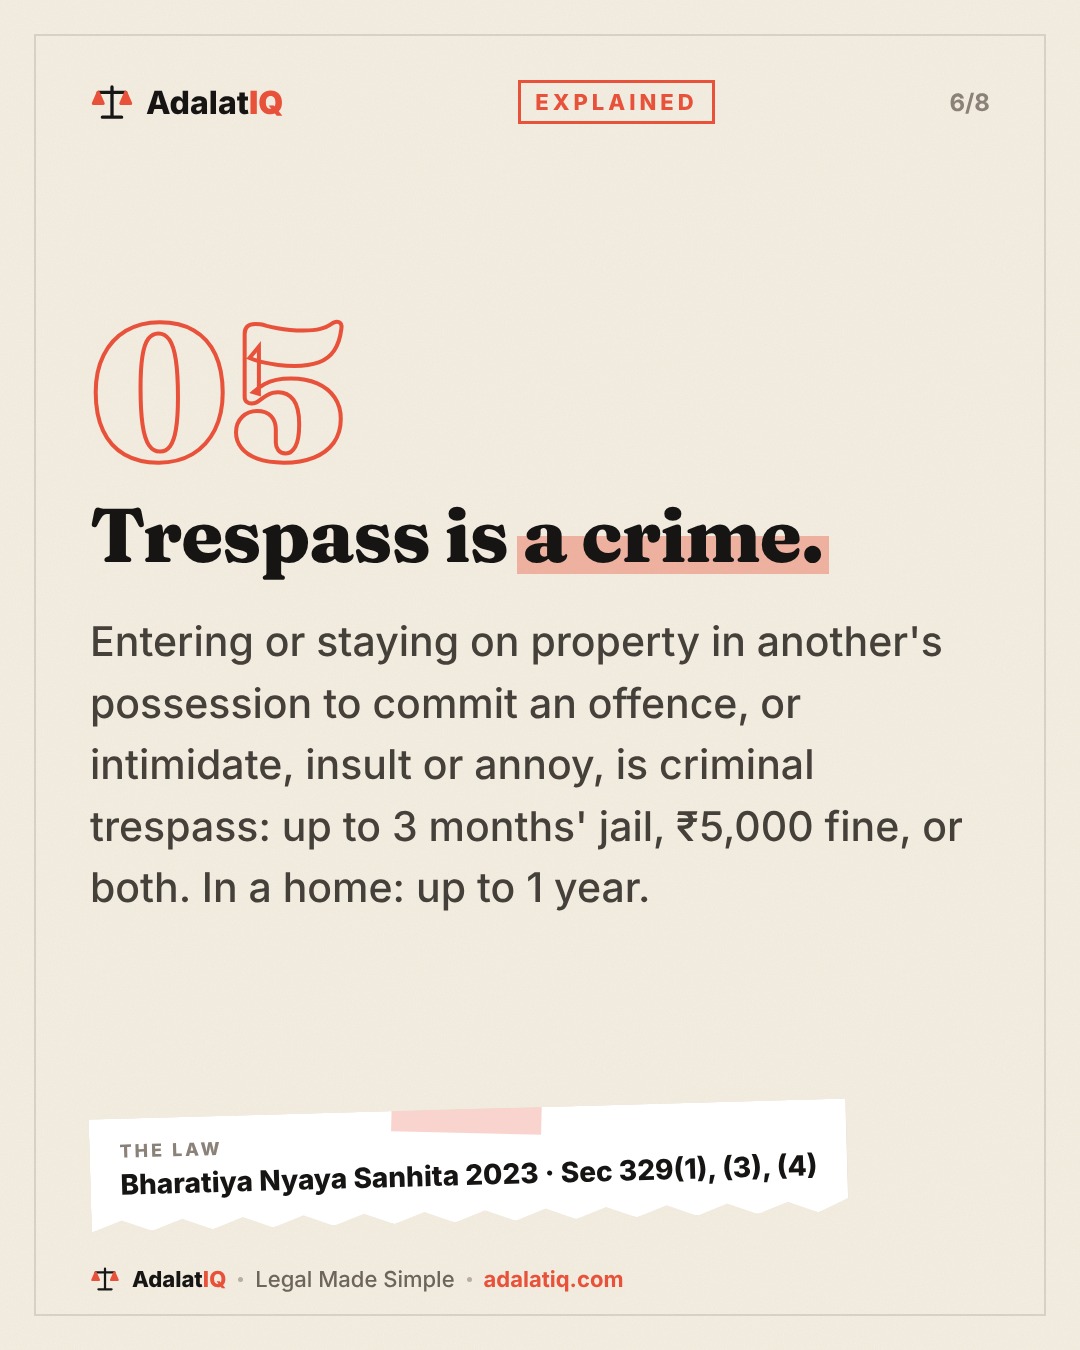 AdalatIQ
EXPLAINED
6/8
05
Trespass is a crime.
Entering or staying on property in another's
possession to commit an offence, or
intimidate, insult or annoy, is criminal
trespass: up to 3 months' jail, ₹5,000 fine, or
both. In a home: up to 1 year.
THE LAW
Bharatiya Nyaya Sanhita 2023 · Sec 329(1), (3), (4)
AdalatIQ • Legal Made Simple • adalatiq.com